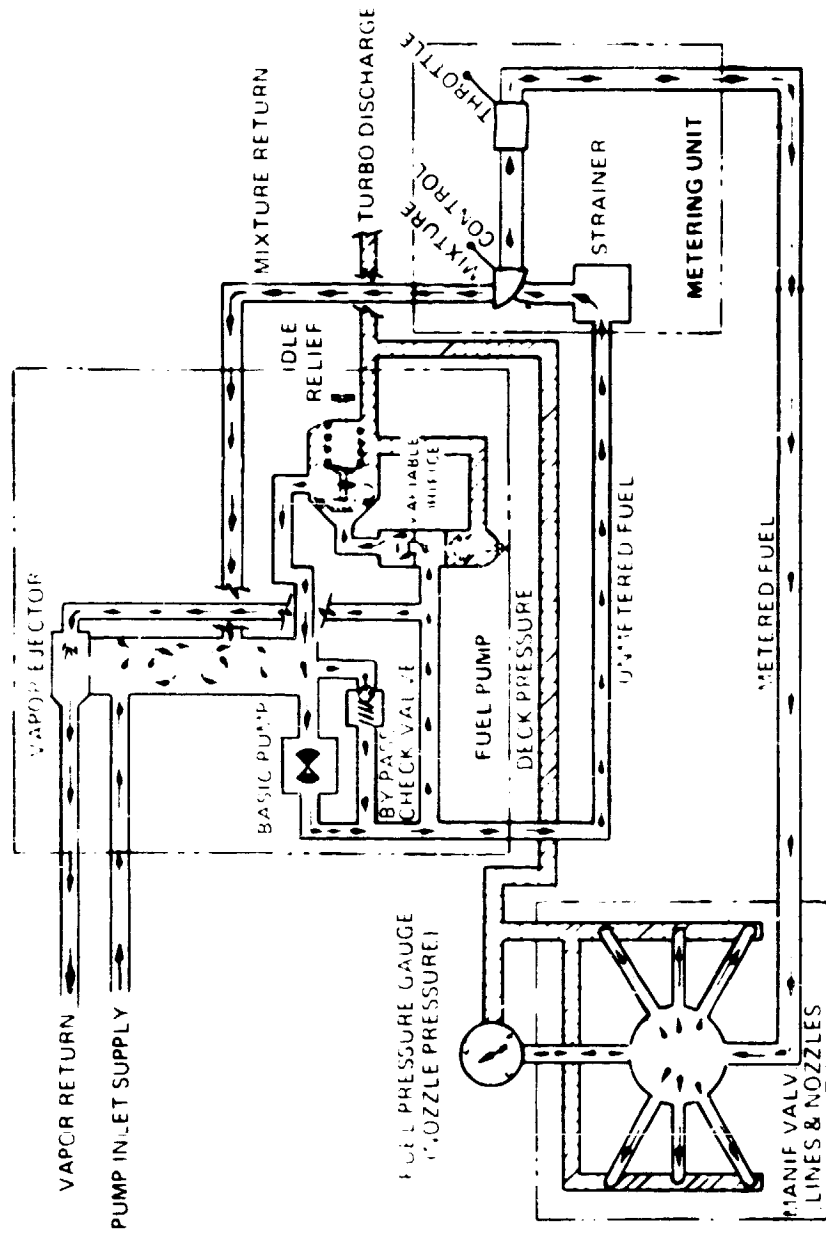 VAPOR RETURN
PUMP INLET SUPPLY
VAPOR EJECTOR
MIXTURE RETURN
TURBO DISCHARGE
IDLE
RELIEF
THROTTLE
MIXTURE
CONTROL
STRAINER
METERING UNIT
VARIABLE
ORIFICE
BASIC PUMP
BY PASS
CHECK VALVE
FUEL PUMP
DECK PRESSURE
UNMETERED FUEL
METERED FUEL
FUEL PRESSURE GAUGE
(NOZZLE PRESSURE)
MANIF VALV
LINES & NOZZLES